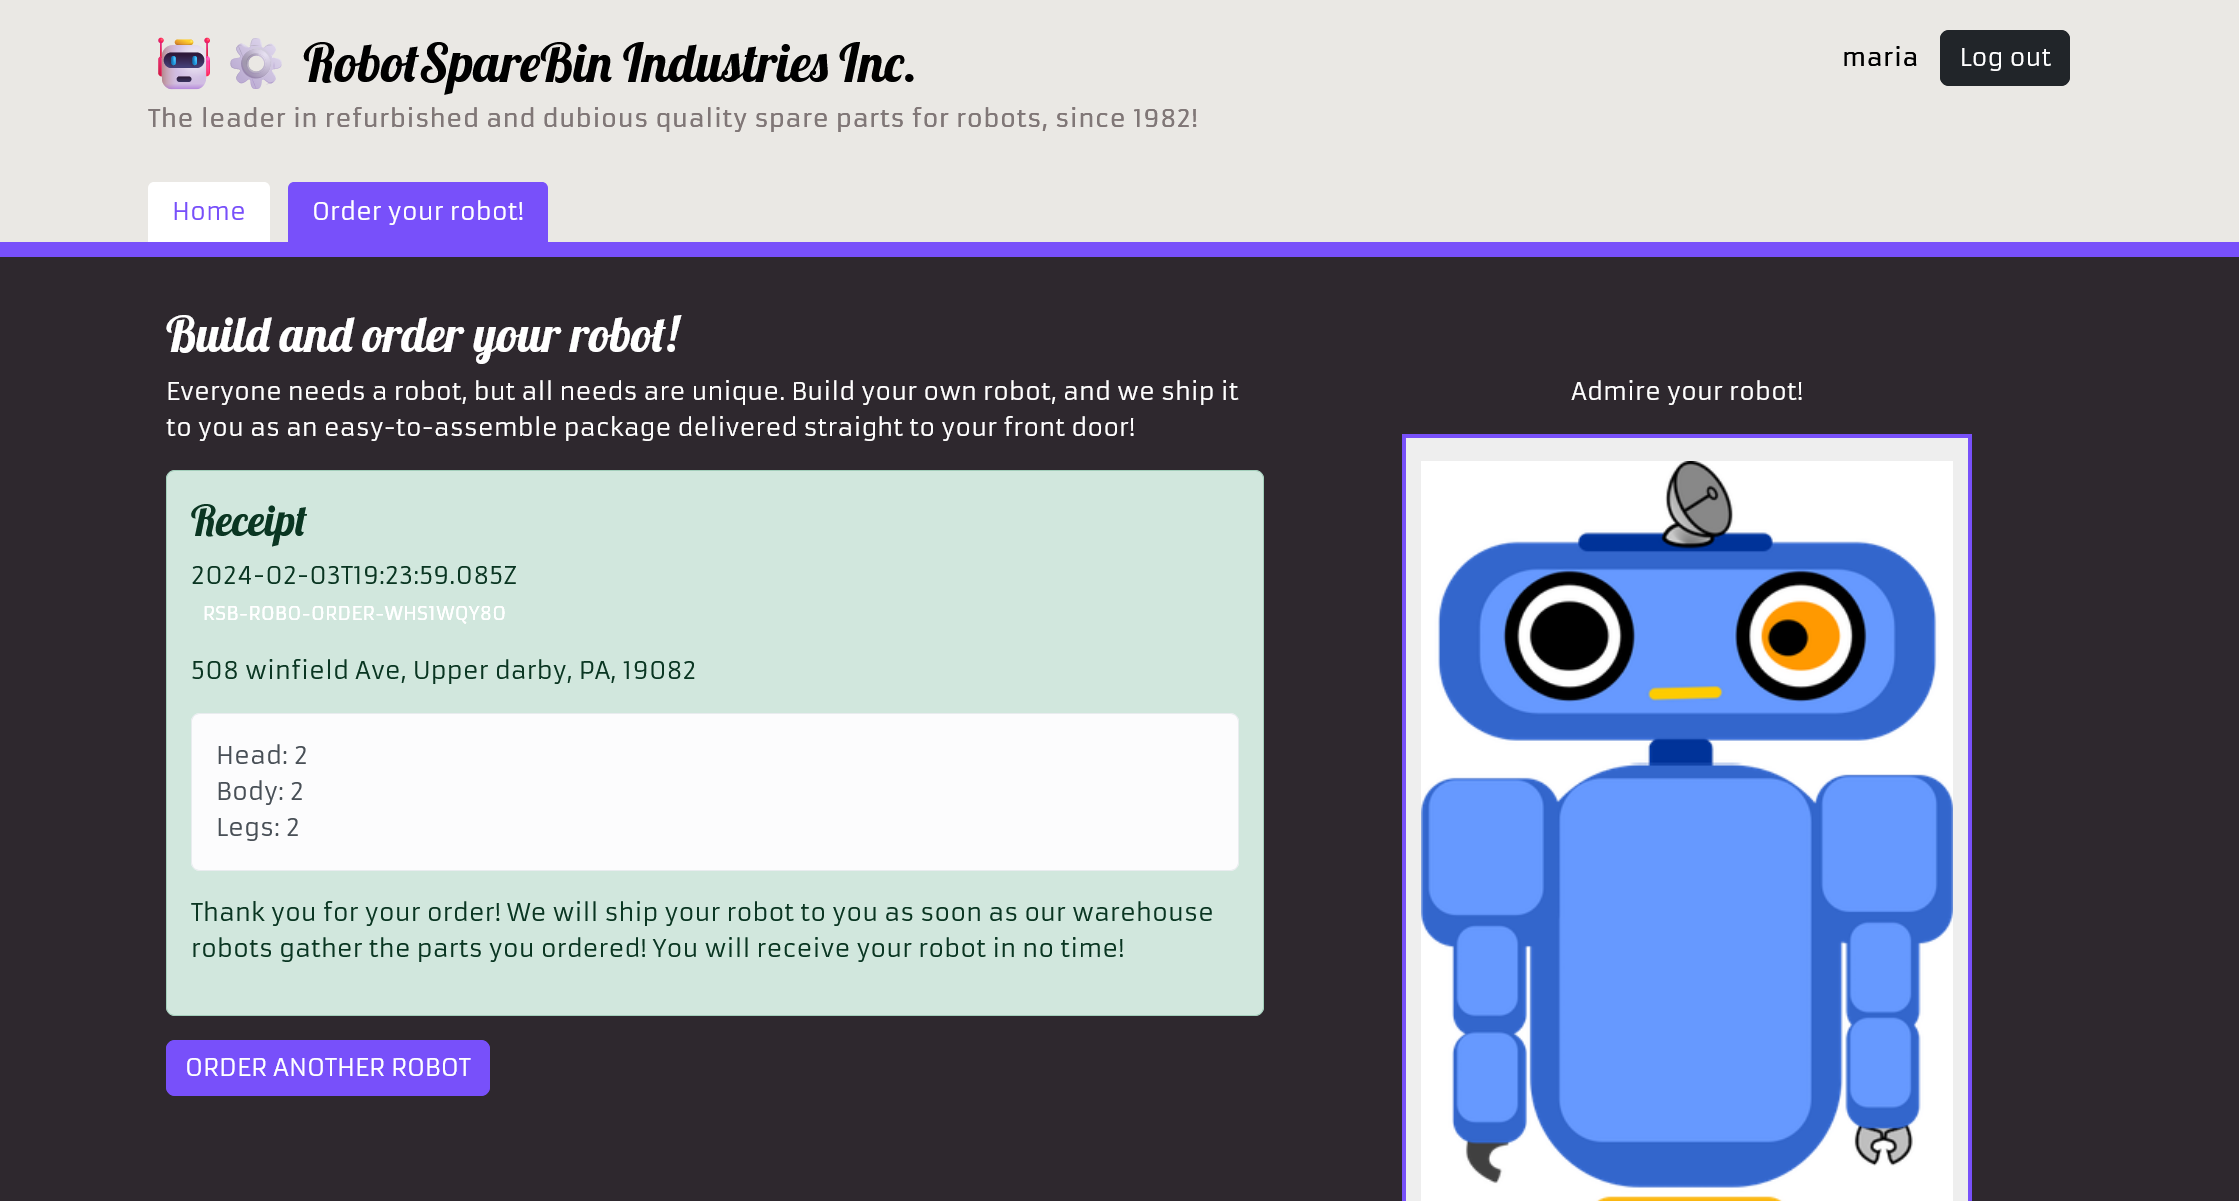 RobotSpareBin Industries Inc.
maria
Log out
The leader in refurbished and dubious quality spare parts for robots, since 1982!
Home
Order your robot!
Build and order your robot!
Everyone needs a robot, but all needs are unique. Build your own robot, and we ship it
to you as an easy-to-assemble package delivered straight to your front door!
Receipt
2024-02-03T19:23:59.085Z
RSB-ROBO-ORDER-WHS1WQY80
508 winfield Ave, Upper darby, PA, 19082
Head: 2
Body: 2
Legs: 2
Thank you for your order! We will ship your robot to you as soon as our warehouse
robots gather the parts you ordered! You will receive your robot in no time!
ORDER ANOTHER ROBOT
Admire your robot!